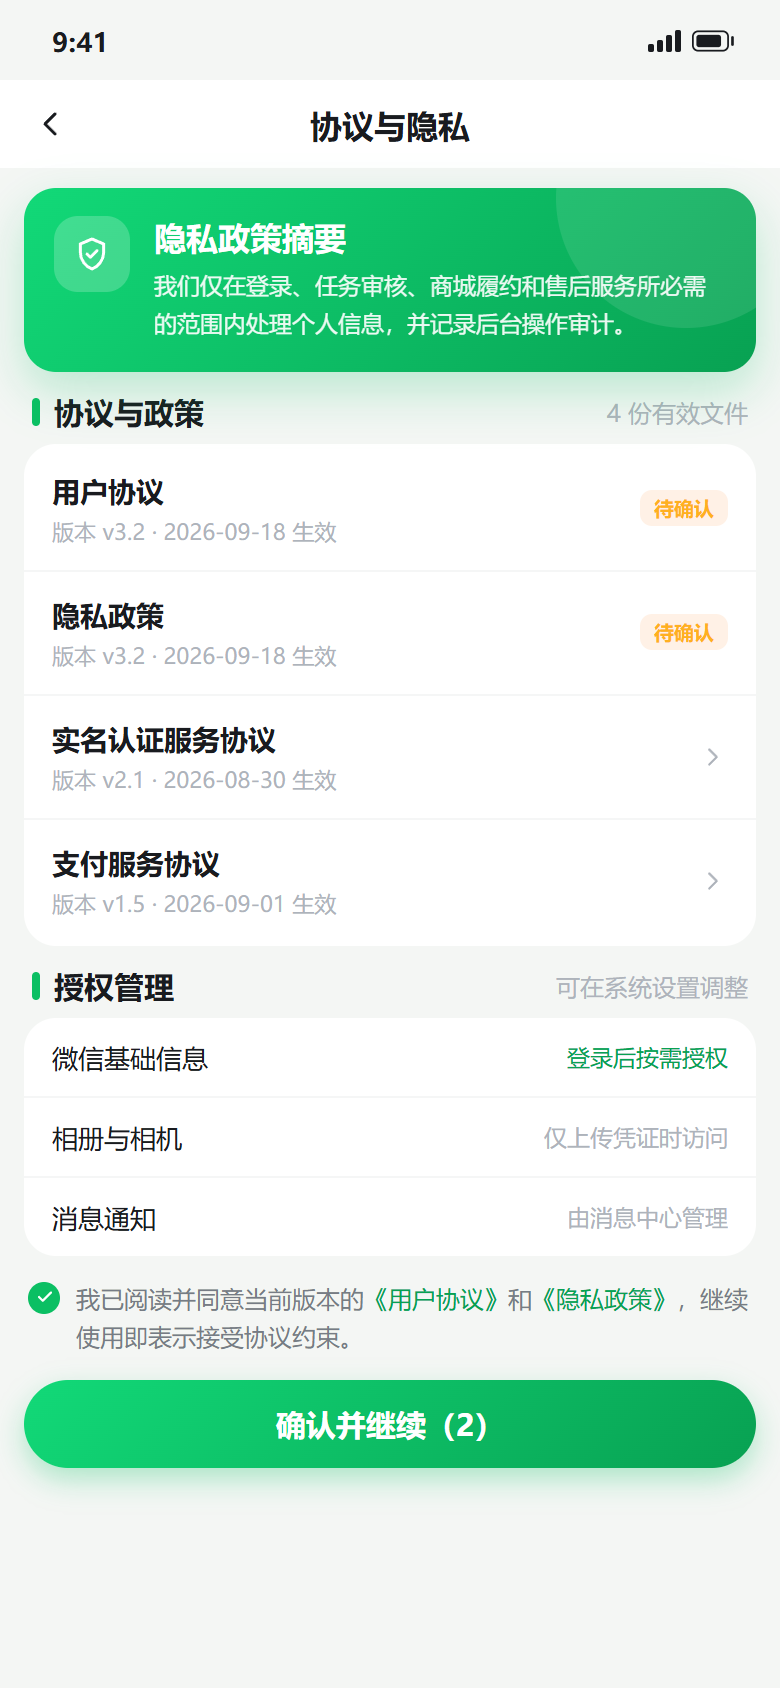 9:41
协议与隐私
隐私政策摘要
我们仅在登录、任务审核、商城履约和售后服务所必需
的范围内处理个人信息，并记录后台操作审计。
协议与政策
4 份有效文件
用户协议
版本 v3.2 · 2026-09-18 生效
待确认
隐私政策
版本 v3.2 · 2026-09-18 生效
待确认
实名认证服务协议
版本 v2.1 · 2026-08-30 生效
支付服务协议
版本 v1.5 · 2026-09-01 生效
授权管理
可在系统设置调整
微信基础信息
登录后按需授权
相册与相机
仅上传凭证时访问
消息通知
由消息中心管理
我已阅读并同意当前版本的《用户协议》和《隐私政策》，继续
使用即表示接受协议约束。
确认并继续（2）